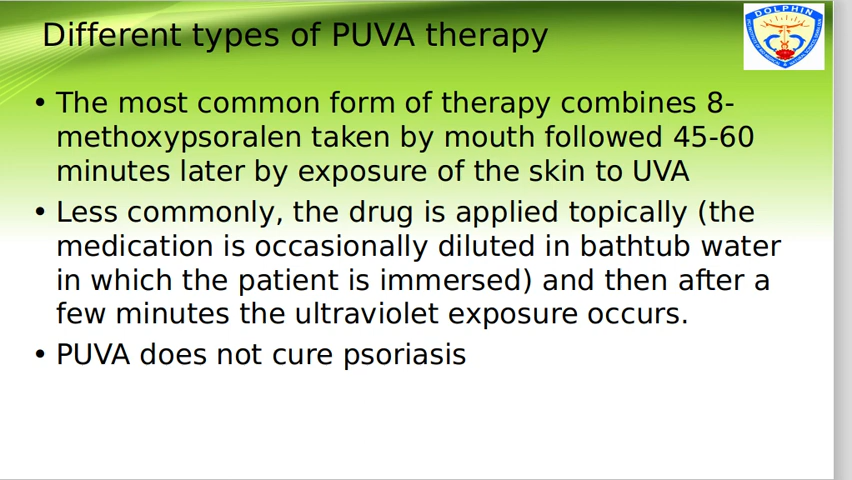 Different types of PUVA therapy
DOLPHIN
• The most common form of therapy combines 8-
methoxypsoralen taken by mouth followed 45-60
minutes later by exposure of the skin to UVA
• Less commonly, the drug is applied topically (the
medication is occasionally diluted in bathtub water
in which the patient is immersed) and then after a
few minutes the ultraviolet exposure occurs.
• PUVA does not cure psoriasis